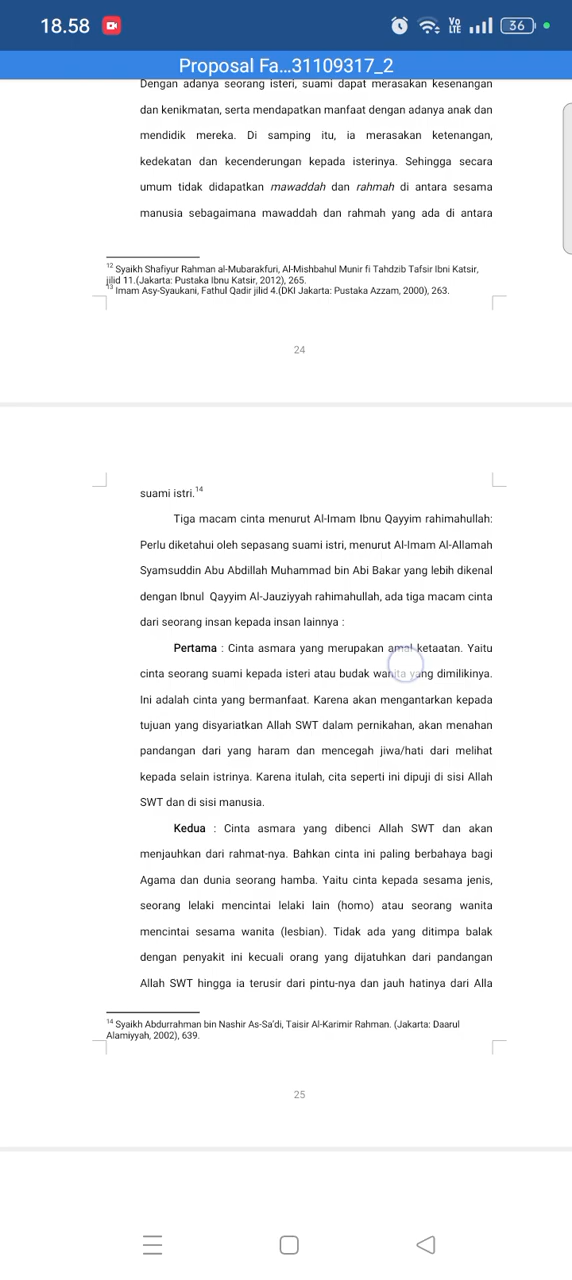 18.58
Vo
LTE
36
Proposal Fa...31109317_2
Dengan adanya seorang isteri, suami dapat merasakan kesenangan
dan kenikmatan, serta mendapatkan manfaat dengan adanya anak dan
mendidik mereka. Di samping itu, ia merasakan ketenangan,
kedekatan dan kecenderungan kepada isterinya. Sehingga secara
umum tidak didapatkan mawaddah dan rahmah di antara sesama
manusia sebagaimana mawaddah dan rahmah yang ada di antara
12 Syaikh Shafiyur Rahman al-Mubarakfuri, Al-Mishbahul Munir fi Tahdzib Tafsir Ibni Katsir,
jilid 11.(Jakarta: Pustaka Ibnu Katsir, 2012), 265.
13 Imam Asy-Syaukani, Fathul Qadir jilid 4.(DKI Jakarta: Pustaka Azzam, 2000), 263.
24
suami istri.14
Tiga macam cinta menurut Al-Imam Ibnu Qayyim rahimahullah:
Perlu diketahui oleh sepasang suami istri, menurut Al-Imam Al-Allamah
Syamsuddin Abu Abdillah Muhammad bin Abi Bakar yang lebih dikenal
dengan Ibnul Qayyim Al-Jauziyyah rahimahullah, ada tiga macam cinta
dari seorang insan kepada insan lainnya :
Pertama : Cinta asmara yang merupakan amal ketaatan. Yaitu
cinta seorang suami kepada isteri atau budak wanita yang dimilikinya.
Ini adalah cinta yang bermanfaat. Karena akan mengantarkan kepada
tujuan yang disyariatkan Allah SWT dalam pernikahan, akan menahan
pandangan dari yang haram dan mencegah jiwa/hati dari melihat
kepada selain istrinya. Karena itulah, cita seperti ini dipuji di sisi Allah
SWT dan di sisi manusia.
Kedua : Cinta asmara yang dibenci Allah SWT dan akan
menjauhkan dari rahmat-nya. Bahkan cinta ini paling berbahaya bagi
Agama dan dunia seorang hamba. Yaitu cinta kepada sesama jenis,
seorang lelaki mencintai lelaki lain (homo) atau seorang wanita
mencintai sesama wanita (lesbian). Tidak ada yang ditimpa balak
dengan penyakit ini kecuali orang yang dijatuhkan dari pandangan
Allah SWT hingga ia terusir dari pintu-nya dan jauh hatinya dari Alla
14 Syaikh Abdurrahman bin Nashir As-Sa'di, Taisir Al-Karimir Rahman. (Jakarta: Daarul
Alamiyyah, 2002), 639.
25